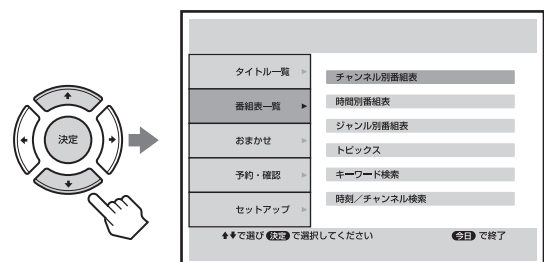 決定
タイトル一覧
番組表一覧
おまかせ
予約・確認
セットアップ
チャンネル別番組表
時間別番組表
ジャンル別番組表
トピックス
キーワード検索
時刻／チャンネル検索
で選び 決定 で選択してください 今日 で終了